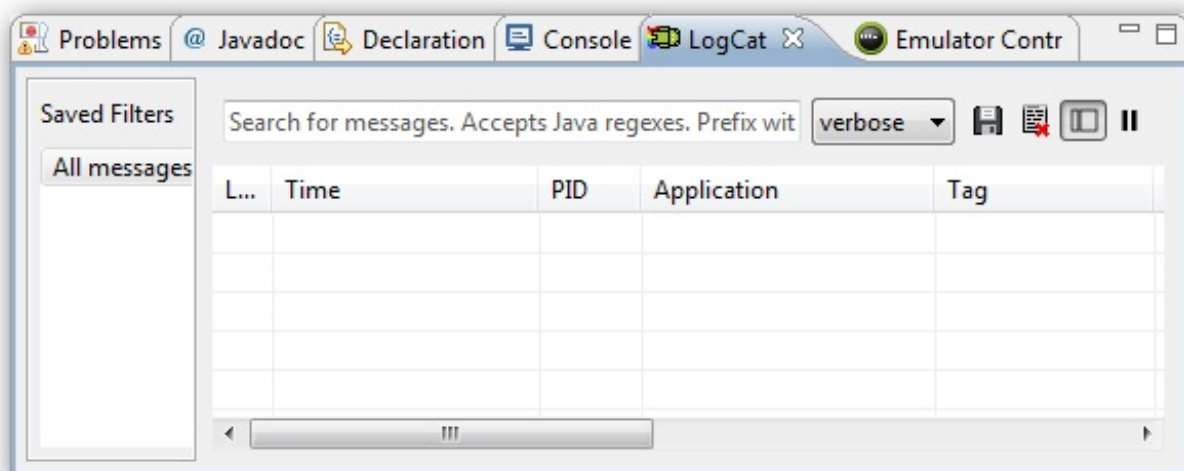 Problems @ Javadoc Declaration Console LogCat Emulator Contr
Saved Filters
Search for messages. Accepts Java regexes. Prefix wit verbose
All messages
L... Time PID Application Tag